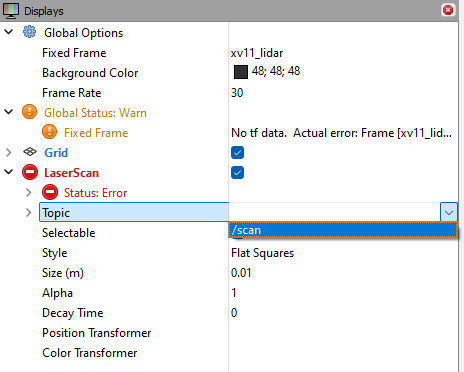 Displays
Global Options
Fixed Frame xv11_lidar
Background Color 48; 48; 48
Frame Rate 30
Global Status: Warn
Fixed Frame No tf data. Actual error: Frame [xv11_lid...
Grid
LaserScan
Status: Error
Topic
/scan
Selectable
Style Flat Squares
Size (m) 0.01
Alpha 1
Decay Time 0
Position Transformer
Color Transformer